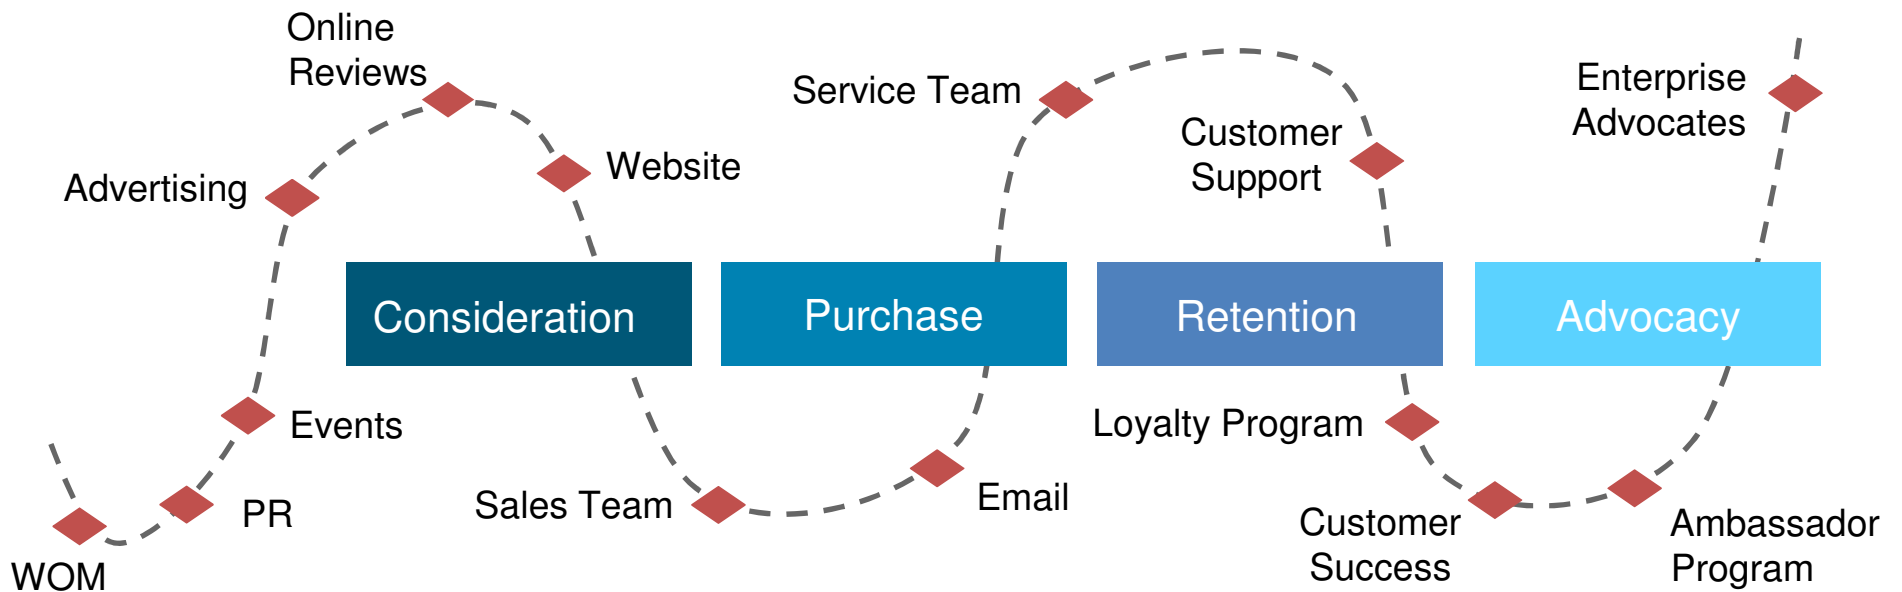 Online
Reviews
Advertising
Website
Service Team
Customer
Support
Enterprise
Advocates
Consideration
Purchase
Retention
Advocacy
Events
PR
WOM
Sales Team
Email
Loyalty Program
Customer
Success
Ambassador
Program